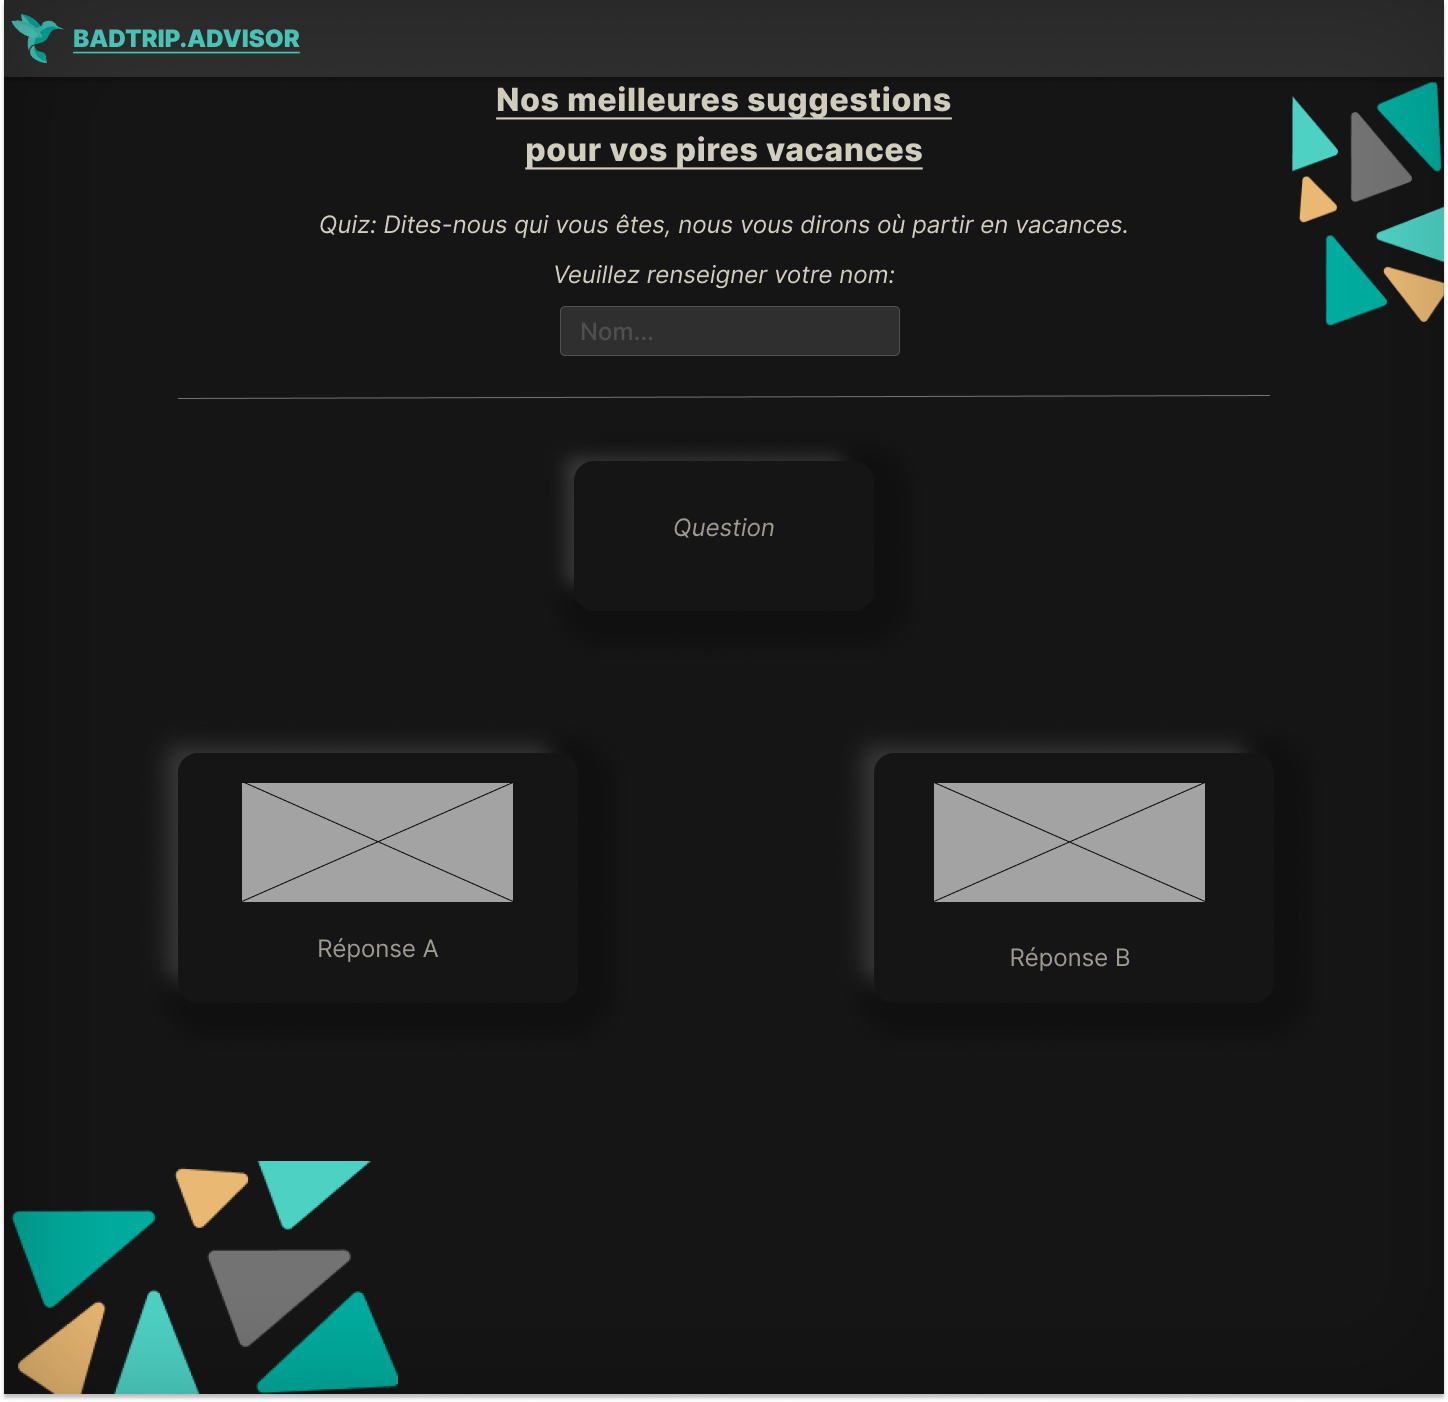 BADTRIP.ADVISOR
Nos meilleures suggestions
pour vos pires vacances
Quiz: Dites-nous qui vous êtes, nous vous dirons où partir en vacances.
Veuillez renseigner votre nom:
Nom...
Question
Réponse A
Réponse B